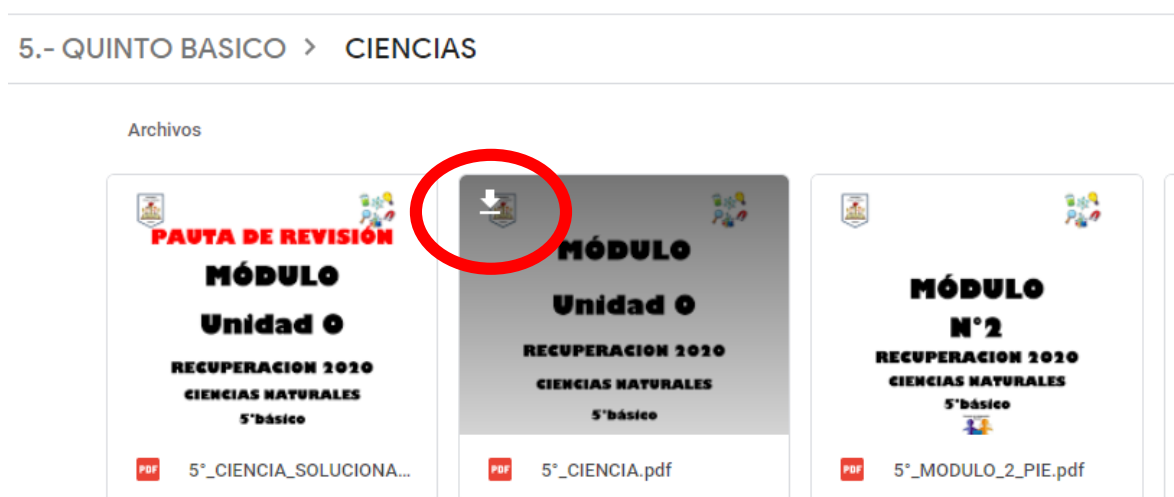 5.- QUINTO BASICO > CIENCIAS
Archivos
PAUTA DE REVISIÓN
MÓDULO
Unidad 0
RECUPERACION 2020
CIENCIAS NATURALES
5°básico
PDF 5°_CIENCIA_SOLUCIONA...
MÓDULO
Unidad 0
RECUPERACION 2020
CIENCIAS NATURALES
5°básico
PDF 5°_CIENCIA.pdf
MÓDULO
N°2
RECUPERACION 2020
CIENCIAS NATURALES
5°básico
PDF 5°_MODULO_2_PIE.pdf